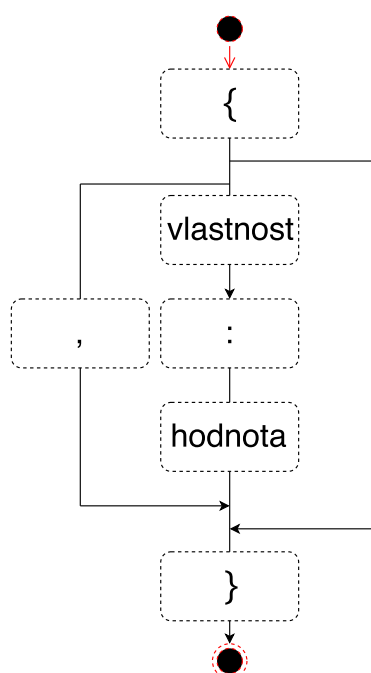 {
vlastnost
,
:
hodnota
}